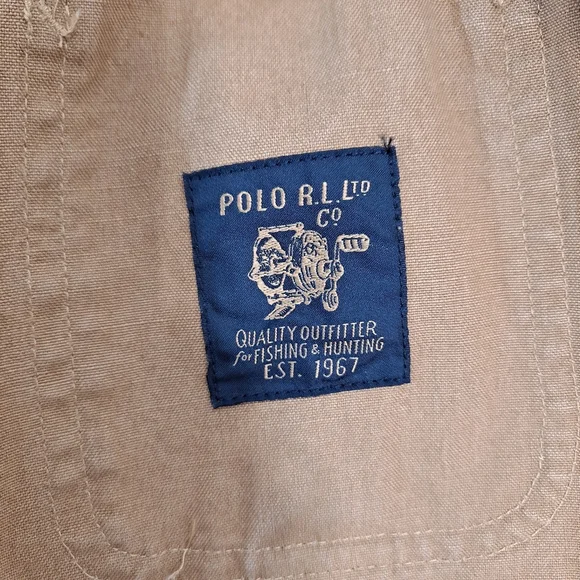 POLO R.L. LTD
CO
QUALITY OUTFITTER
for FISHING & HUNTING
EST. 1967